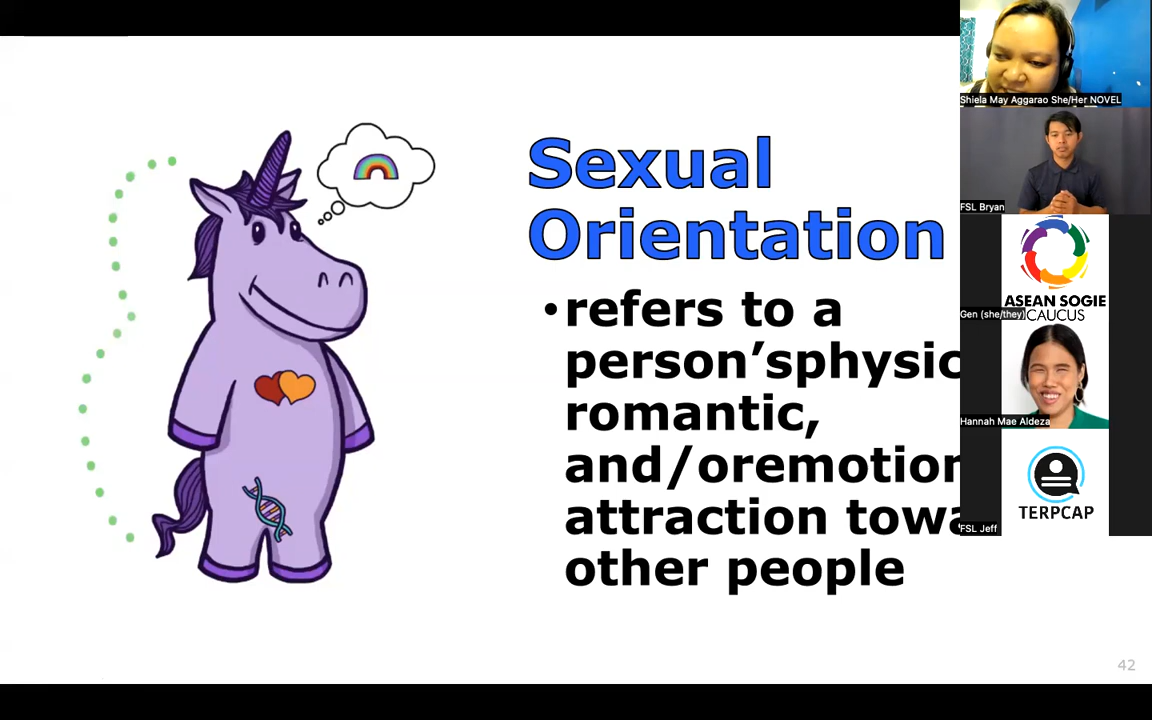 Sexual
Orientation
•refers to a
person’sphysic
romantic,
and/oremotion
attraction towa
other people
42
Shiela May Aggarao She/Her NOVEL
FSL Bryan
ASEAN SOGIE
CAUCUS
Gen (she/they)
Hannah Mae Aldeza
TERPCAP
FSL Jeff